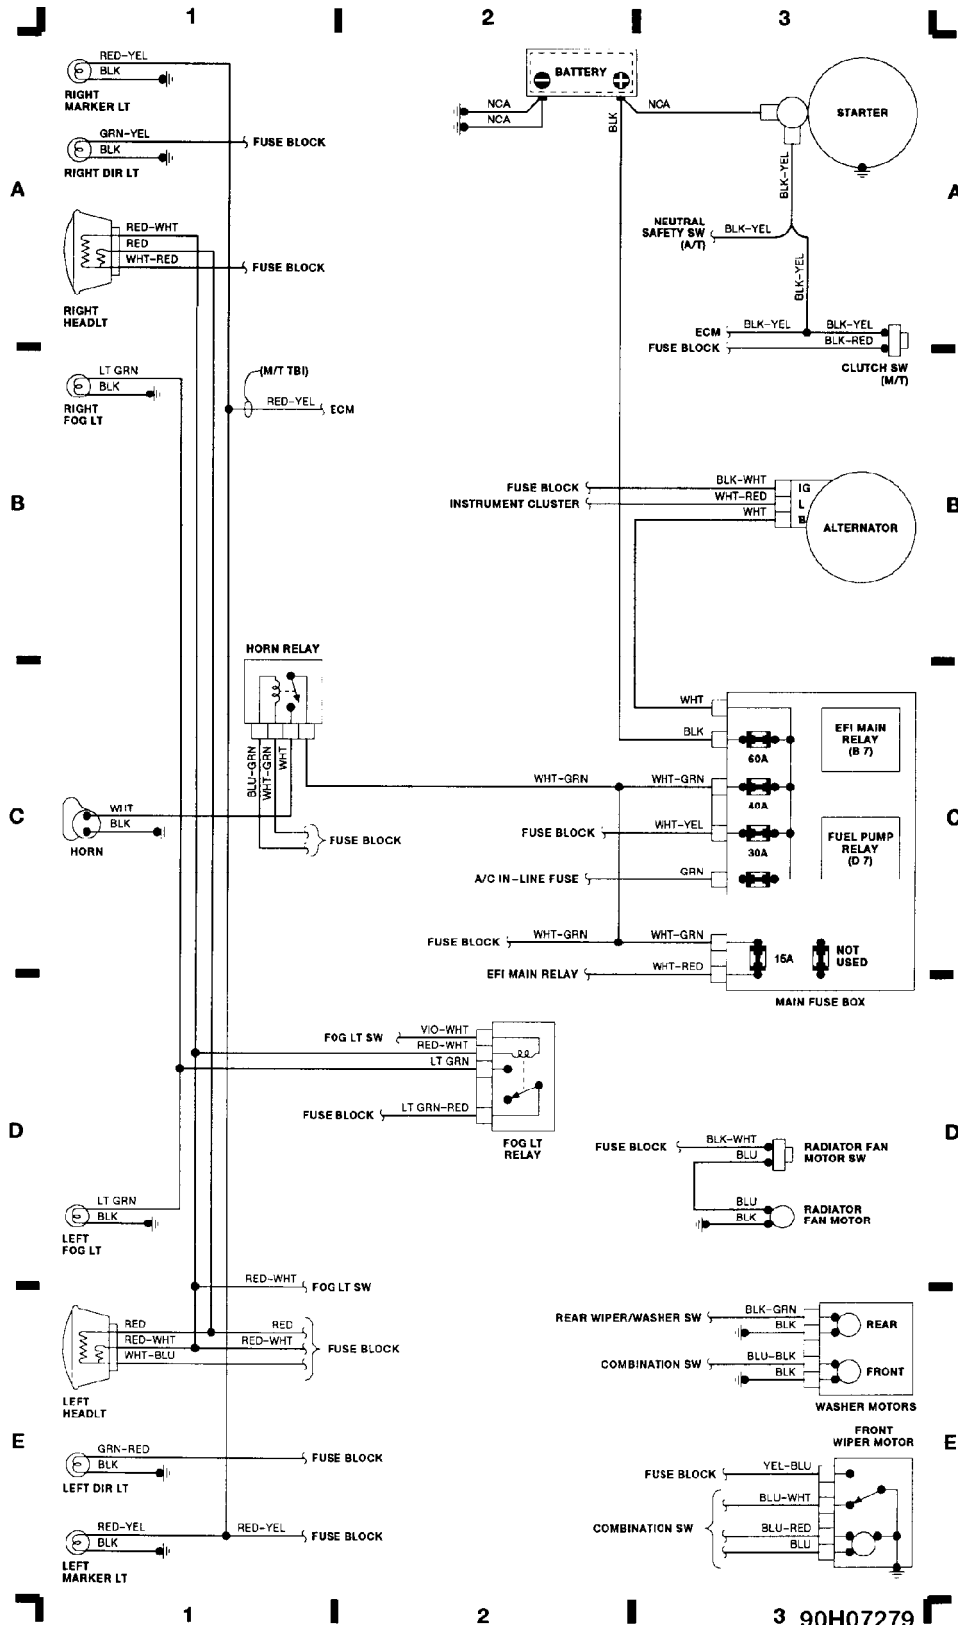 1 2 3
RED-YEL
BLK
RIGHT
MARKER LT
GRN-YEL
FUSE BLOCK
BLK
RIGHT DIR LT
BATTERY
NCA
NCA
NCA
BLK
STARTER
BLK-YEL
A
A
NEUTRAL
SAFETY SW
(A/T)
BLK-YEL
BLK-YEL
RED-WHT
RED
WHT-RED
FUSE BLOCK
RIGHT
HEADLT
ECM
BLK-YEL
BLK-YEL
FUSE BLOCK
BLK-RED
CLUTCH SW
(M/T)
LT GRN
BLK
RIGHT
FOG LT
(M/T TBI)
RED-YEL
ECM
B
B
FUSE BLOCK
BLK-WHT
IG
INSTRUMENT CLUSTER
WHT-RED
L
WHT
B
ALTERNATOR
HORN RELAY
BLU-GRN
WHT-GRN
WHT
WHT
BLK
60A
EFI MAIN
RELAY
(B 7)
WHT-GRN
WHT-GRN
40A
C
C
WHT
BLK
HORN
FUSE BLOCK
FUSE BLOCK
WHT-YEL
30A
FUEL PUMP
RELAY
(D 7)
A/C IN-LINE FUSE
GRN
FUSE BLOCK
WHT-GRN
WHT-GRN
15A
NOT
USED
EFI MAIN RELAY
WHT-RED
MAIN FUSE BOX
FOG LT SW
VIO-WHT
RED-WHT
LT GRN
FUSE BLOCK
LT GRN-RED
FOG LT
RELAY
D
D
FUSE BLOCK
BLK-WHT
BLU
RADIATOR FAN
MOTOR SW
BLU
BLK
RADIATOR
FAN MOTOR
LT GRN
BLK
LEFT
FOG LT
RED-WHT
FOG LT SW
RED
RED
RED-WHT
RED-WHT
WHT-BLU
FUSE BLOCK
LEFT
HEADLT
REAR WIPER/WASHER SW
BLK-GRN
BLK
REAR
COMBINATION SW
BLU-BLK
BLK
FRONT
WASHER MOTORS
E
E
FRONT
WIPER MOTOR
GRN-RED
FUSE BLOCK
BLK
LEFT DIR LT
FUSE BLOCK
YEL-BLU
BLU-WHT
COMBINATION SW
BLU-RED
BLU
RED-YEL
RED-YEL
FUSE BLOCK
BLK
LEFT
MARKER LT
1 2 3 90H07279